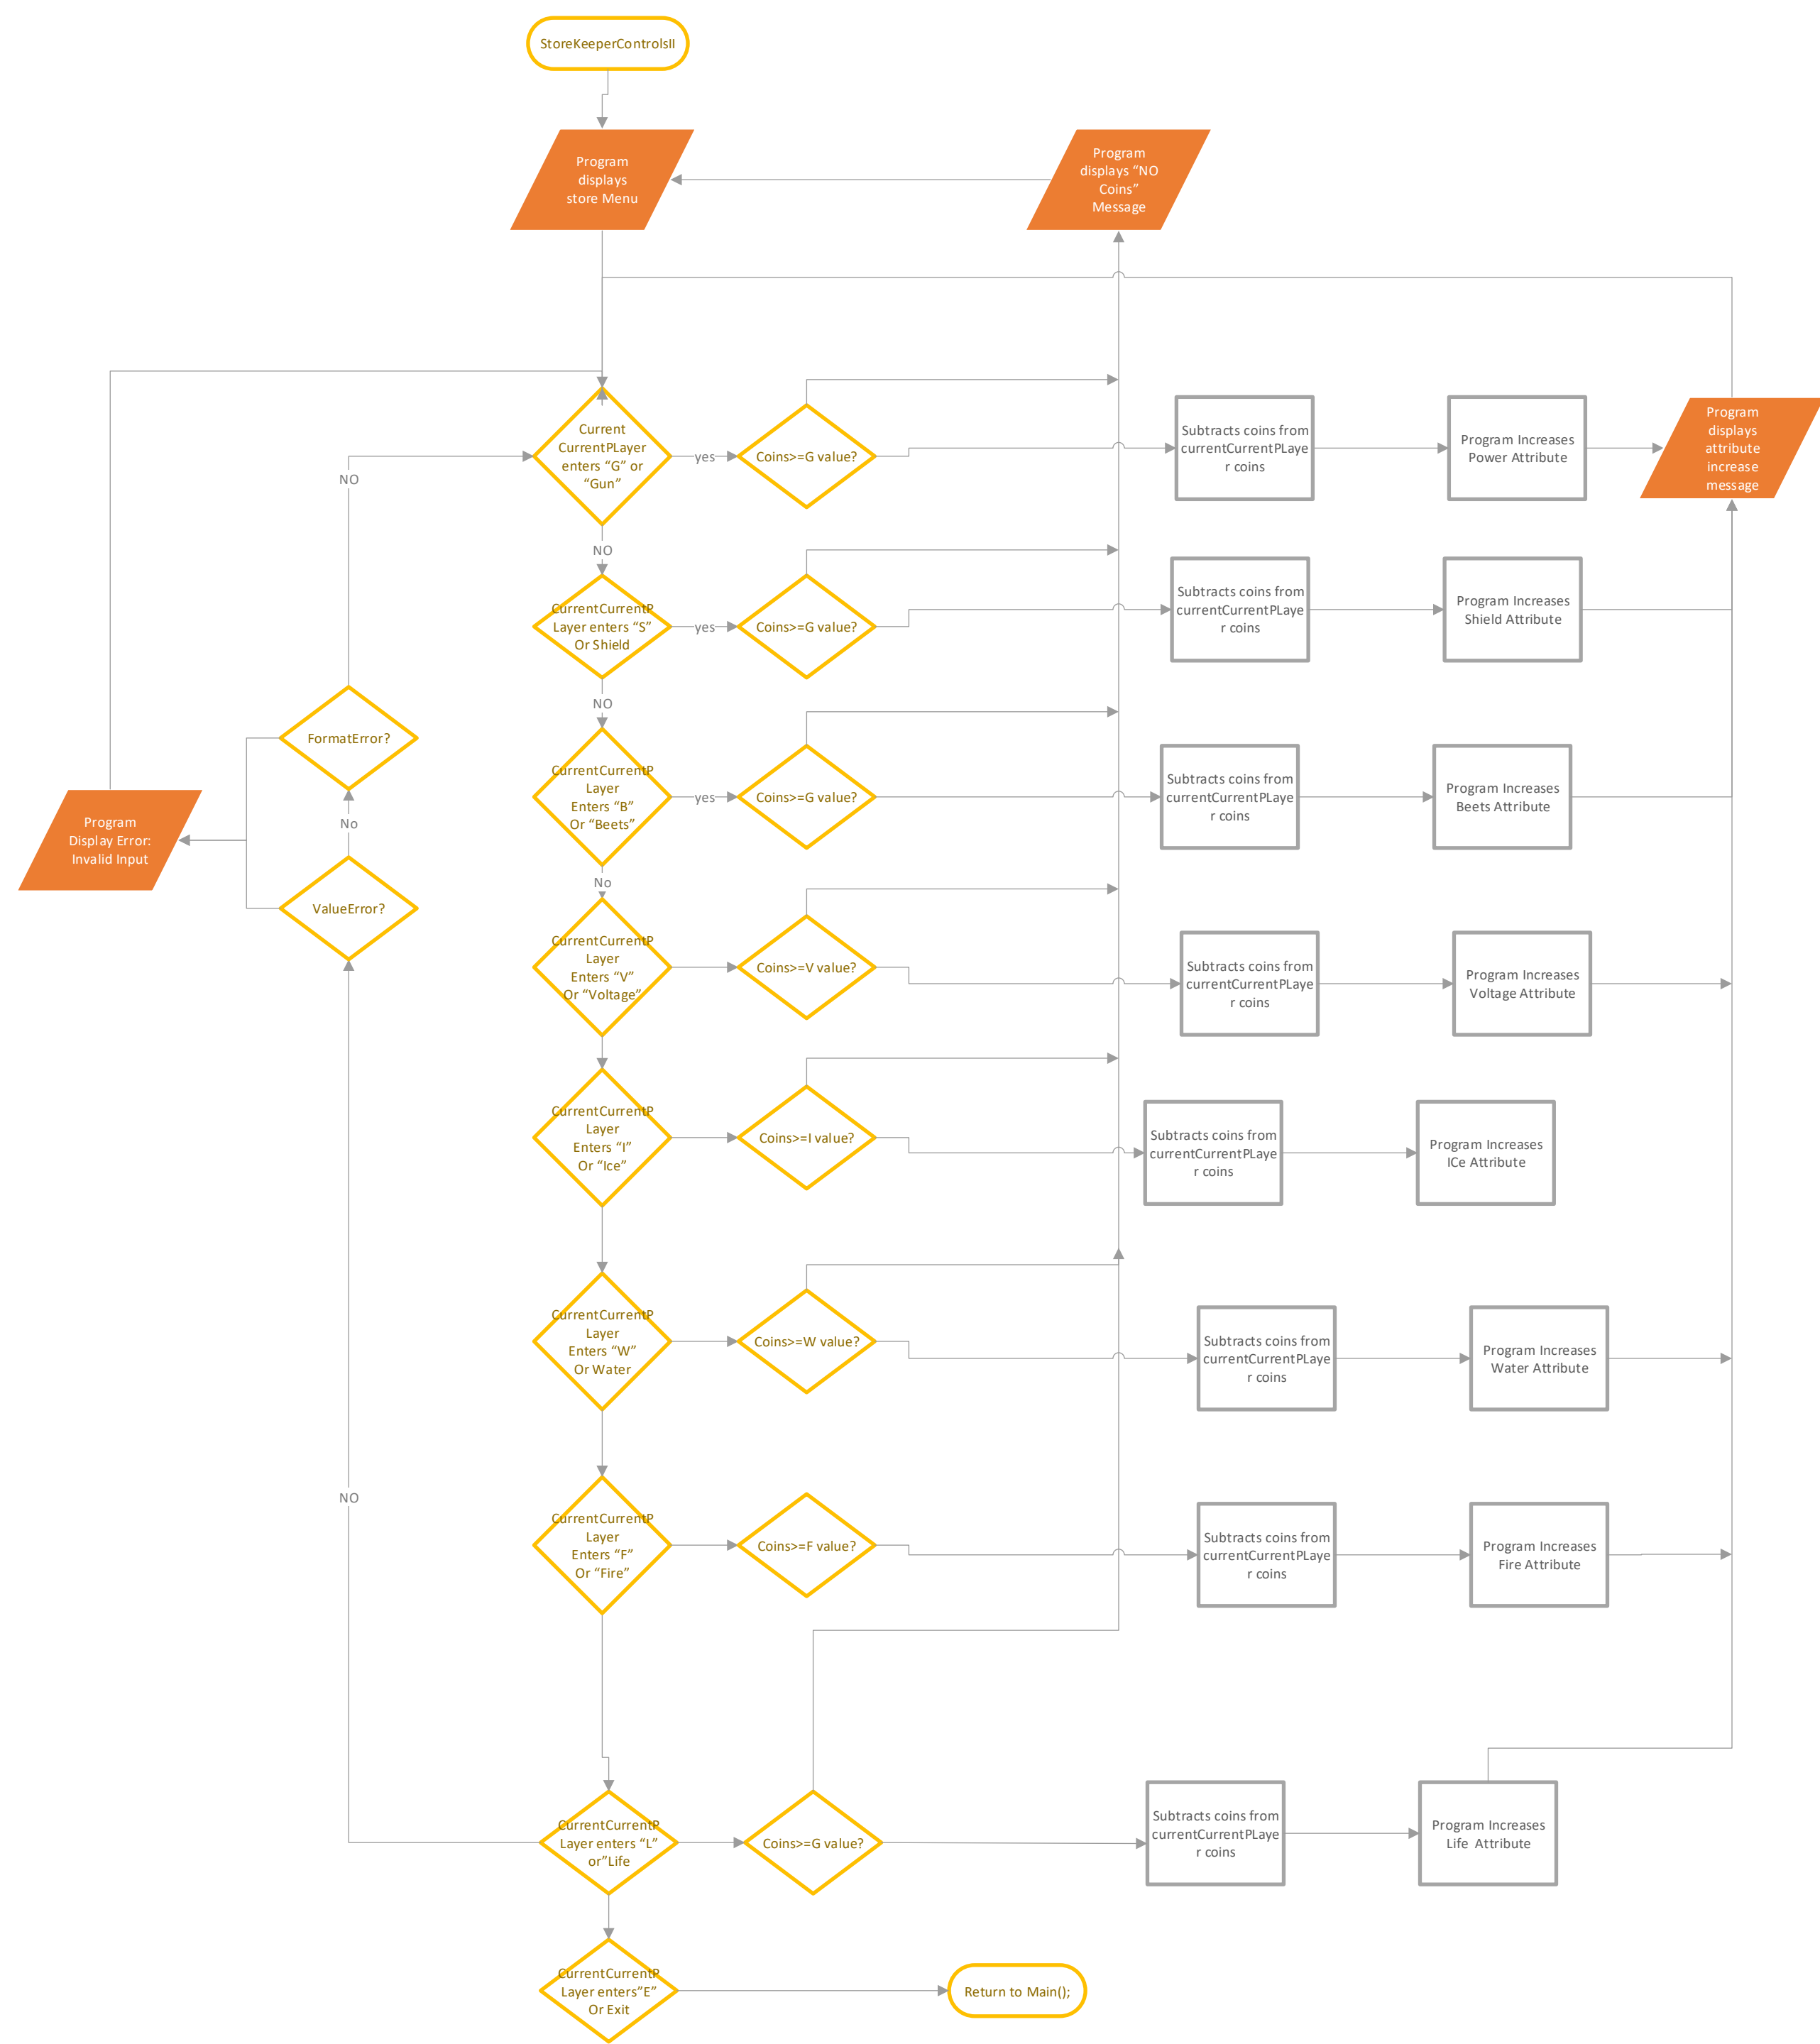 StoreKeeperControlsII
Program
displays
store Menu
Program
displays “NO
Coins”
Message
Current
CurrentPLayer
enters “G” or
“Gun”
yes
Coins>=G value?
Subtracts coins from
currentCurrentPLaye
r coins
Program Increases
Power Attribute
Program
displays
attribute
increase
message
NO
NO
CurrentCurrentP
Layer enters “S”
Or Shield
yes
Coins>=G value?
Subtracts coins from
currentCurrentPLaye
r coins
Program Increases
Shield Attribute
NO
FormatError?
CurrentCurrentP
Layer
Enters “B”
Or “Beets”
yes
Coins>=G value?
Subtracts coins from
currentCurrentPLaye
r coins
Program Increases
Beets Attribute
Program
Display Error:
Invalid Input
No
No
ValueError?
CurrentCurrentP
Layer
Enters “V”
Or “Voltage”
Coins>=V value?
Subtracts coins from
currentCurrentPLaye
r coins
Program Increases
Voltage Attribute
CurrentCurrentP
Layer
Enters “I”
Or “Ice”
Coins>=I value?
Subtracts coins from
currentCurrentPLaye
r coins
Program Increases
ICe Attribute
CurrentCurrentP
Layer
Enters “W”
Or Water
Coins>=W value?
Subtracts coins from
currentCurrentPLaye
r coins
Program Increases
Water Attribute
NO
CurrentCurrentP
Layer
Enters “F”
Or “Fire”
Coins>=F value?
Subtracts coins from
currentCurrentPLaye
r coins
Program Increases
Fire Attribute
CurrentCurrentP
Layer enters “L”
or”Life
Coins>=G value?
Subtracts coins from
currentCurrentPLaye
r coins
Program Increases
Life Attribute
CurrentCurrentP
Layer enters”E”
Or Exit
Return to Main();